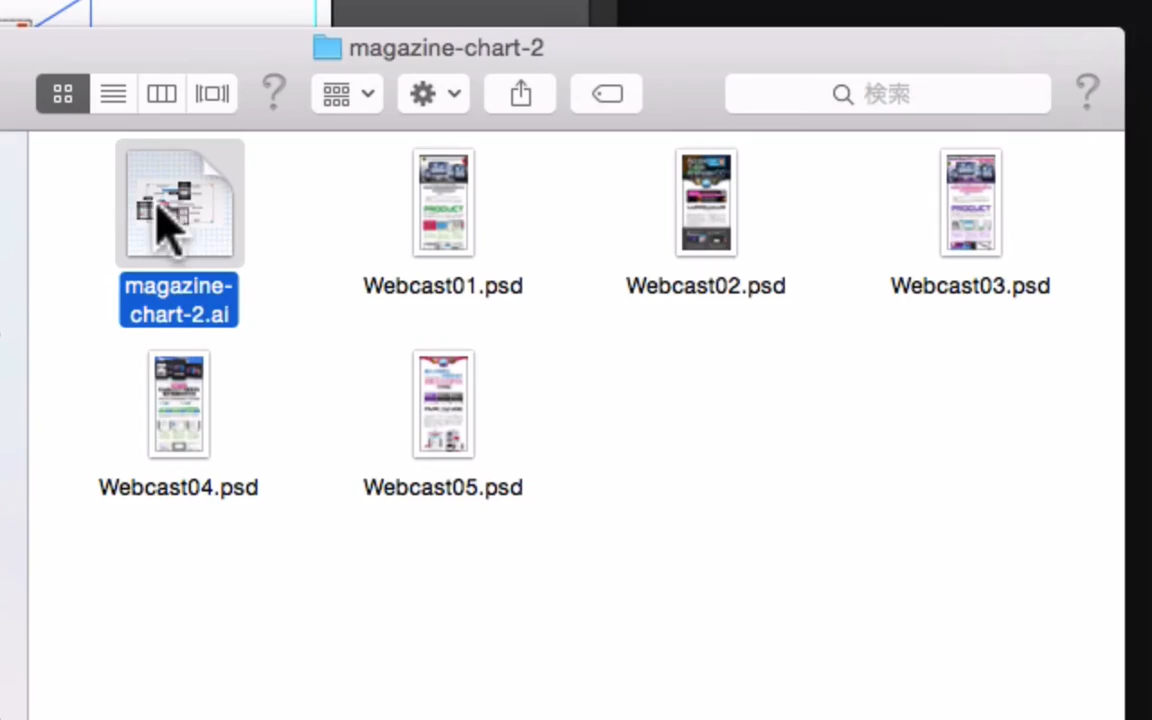 magazine-chart-2
検索
magazine-
chart-2.ai
Webcast01.psd
Webcast02.psd
Webcast03.psd
Webcast04.psd
Webcast05.psd